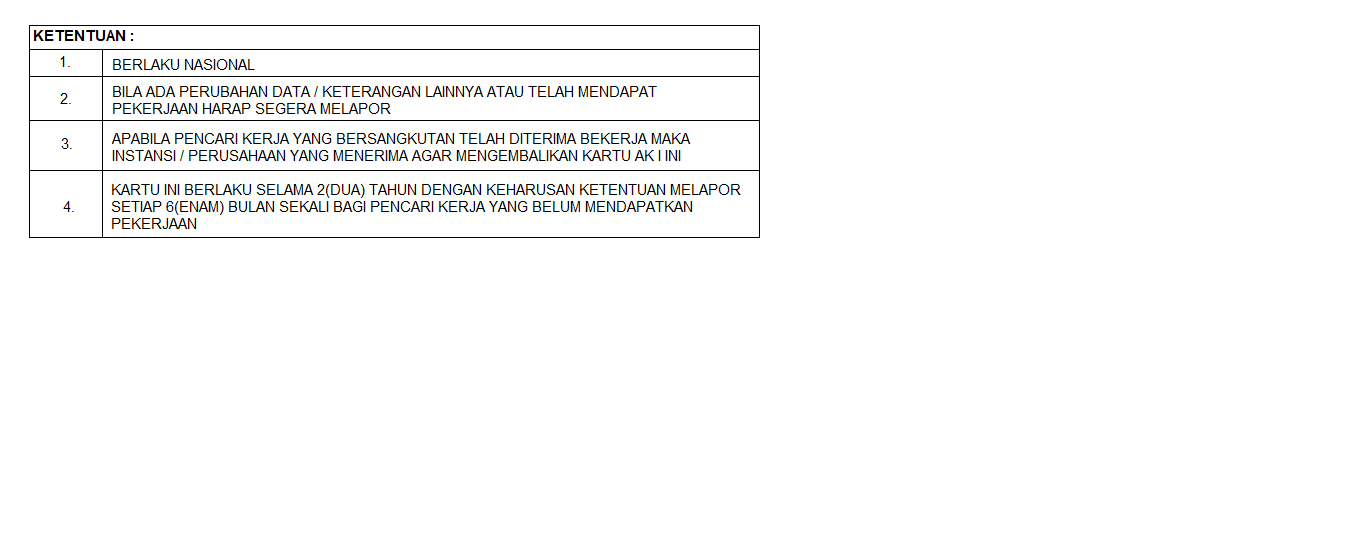 KETENTUAN :
1. BERLAKU NASIONAL
2. BILA ADA PERUBAHAN DATA / KETERANGAN LAINNYA ATAU TELAH MENDAPAT
PEKERJAAN HARAP SEGERA MELAPOR
3. APABILA PENCARI KERJA YANG BERSANGKUTAN TELAH DITERIMA BEKERJA MAKA
INSTANSI / PERUSAHAAN YANG MENERIMA AGAR MENGEMBALIKAN KARTU AK I INI
4. KARTU INI BERLAKU SELAMA 2(DUA) TAHUN DENGAN KEHARUSAN KETENTUAN MELAPOR
SETIAP 6(ENAM) BULAN SEKALI BAGI PENCARI KERJA YANG BELUM MENDAPATKAN
PEKERJAAN